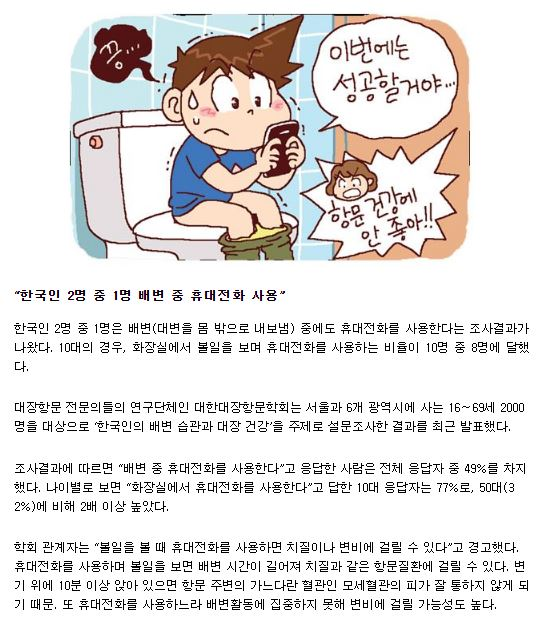 끙...
이번에는
성공할거야...
항문 건강에
안 좋아!!
“한국인 2명 중 1명 배변 중 휴대전화 사용”
한국인 2명 중 1명은 배변(대변을 몸 밖으로 내보냄) 중에도 휴대전화를 사용한다는 조사결과가
나왔다. 10대의 경우, 화장실에서 볼일을 보며 휴대전화를 사용하는 비율이 10명 중 8명에 달했
다.
대장항문 전문의들의 연구단체인 대한대장항문학회는 서울과 6개 광역시에 사는 16～69세 2000
명을 대상으로 ‘한국인의 배변 습관과 대장 건강’을 주제로 설문조사한 결과를 최근 발표했다.
조사결과에 따르면 “배변 중 휴대전화를 사용한다”고 응답한 사람은 전체 응답자 중 49%를 차지
했다. 나이별로 보면 “화장실에서 휴대전화를 사용한다”고 답한 10대 응답자는 77%로, 50대(3
2%)에 비해 2배 이상 높았다.
학회 관계자는 “볼일을 볼 때 휴대전화를 사용하면 치질이나 변비에 걸릴 수 있다”고 경고했다.
휴대전화를 사용하며 볼일을 보면 배변 시간이 길어져 치질과 같은 항문질환에 걸릴 수 있다. 변
기 위에 10분 이상 앉아 있으면 항문 주변의 가느다란 혈관인 모세혈관의 피가 잘 통하지 않게 되
기 때문. 또 휴대전화를 사용하느라 배변활동에 집중하지 못해 변비에 걸릴 가능성도 높다.